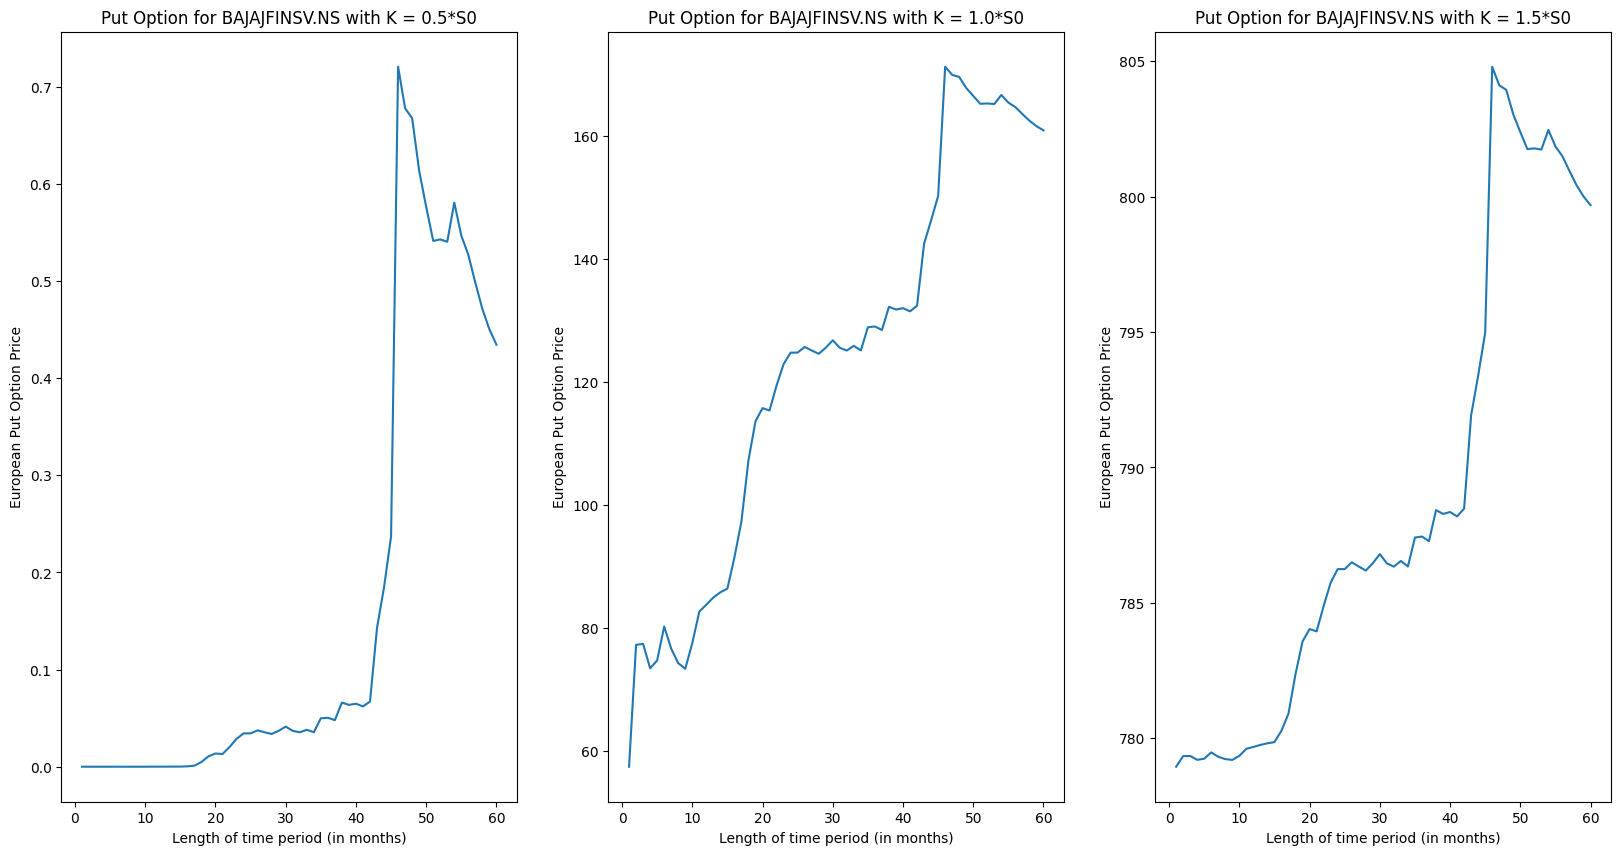 Put Option for BAJAJFINSV.NS with K = 0.5*S0
0.7
0.6
0.5
0.4
0.3
0.2
0.1
0.0
European Put Option Price
0 10 20 30 40 50 60
Length of time period (in months)
Put Option for BAJAJFINSV.NS with K = 1.0*S0
160
140
120
100
80
60
European Put Option Price
0 10 20 30 40 50 60
Length of time period (in months)
Put Option for BAJAJFINSV.NS with K = 1.5*S0
805
800
795
790
785
780
European Put Option Price
0 10 20 30 40 50 60
Length of time period (in months)